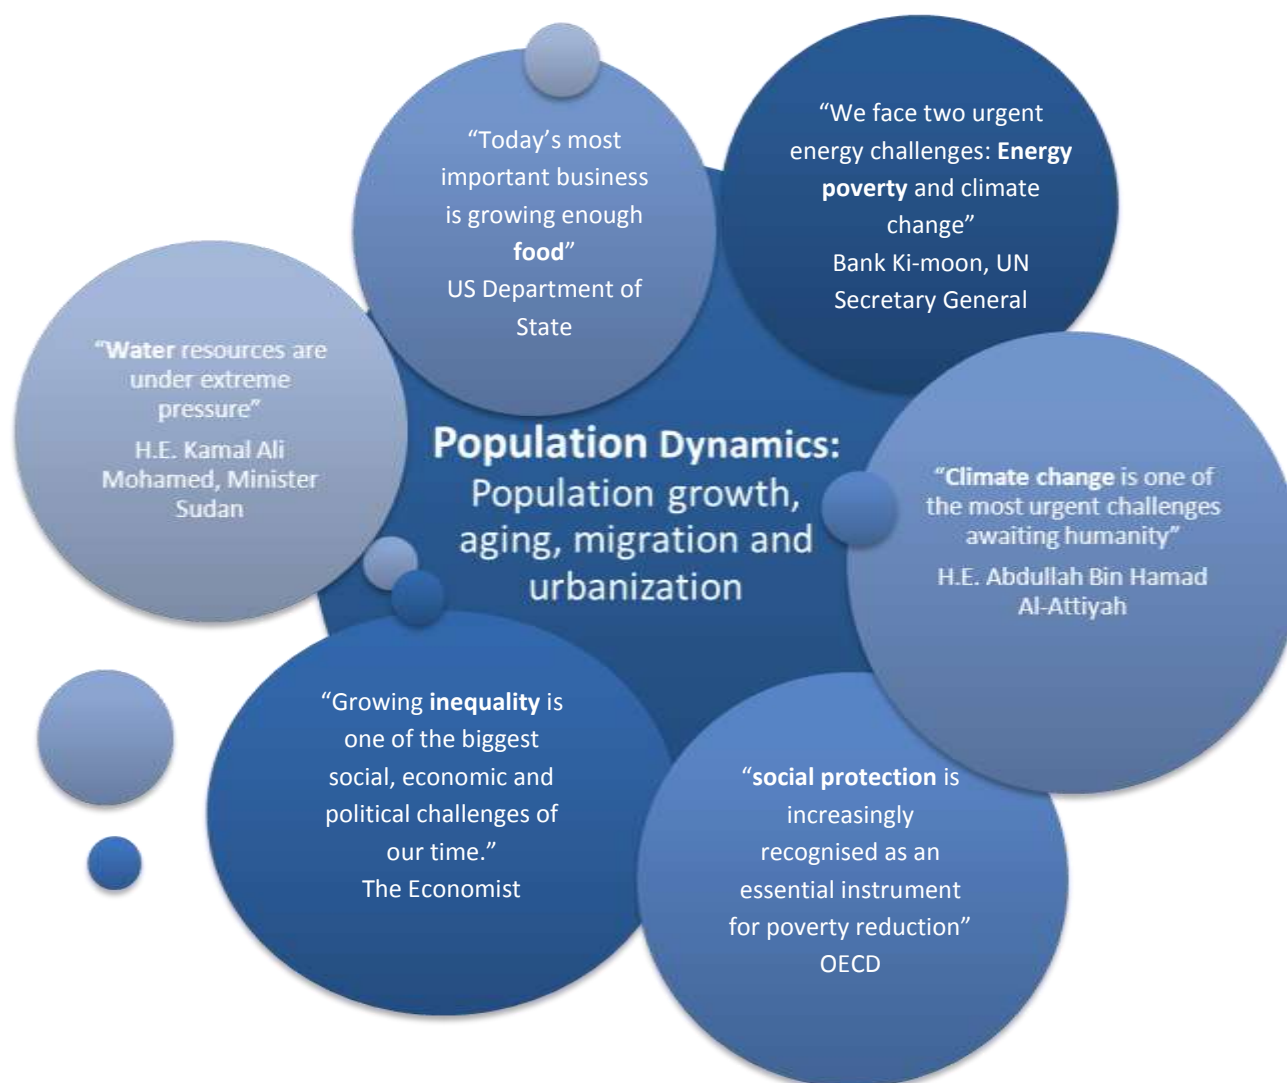 “Today’s most
important business
is growing enough
food”
US Department of
State
“We face two urgent
energy challenges: Energy
poverty and climate
change”
Bank Ki-moon, UN
Secretary General
“Water resources are
under extreme
pressure”
H.E. Kamal Ali
Mohamed, Minister
Sudan
Population Dynamics:
Population growth,
aging, migration and
urbanization
“Climate change is one of
the most urgent challenges
awaiting humanity”
H.E. Abdullah Bin Hamad
Al-Attiyah
“Growing inequality is
one of the biggest
social, economic and
political challenges of
our time.”
The Economist
“social protection is
increasingly
recognised as an
essential instrument
for poverty reduction”
OECD